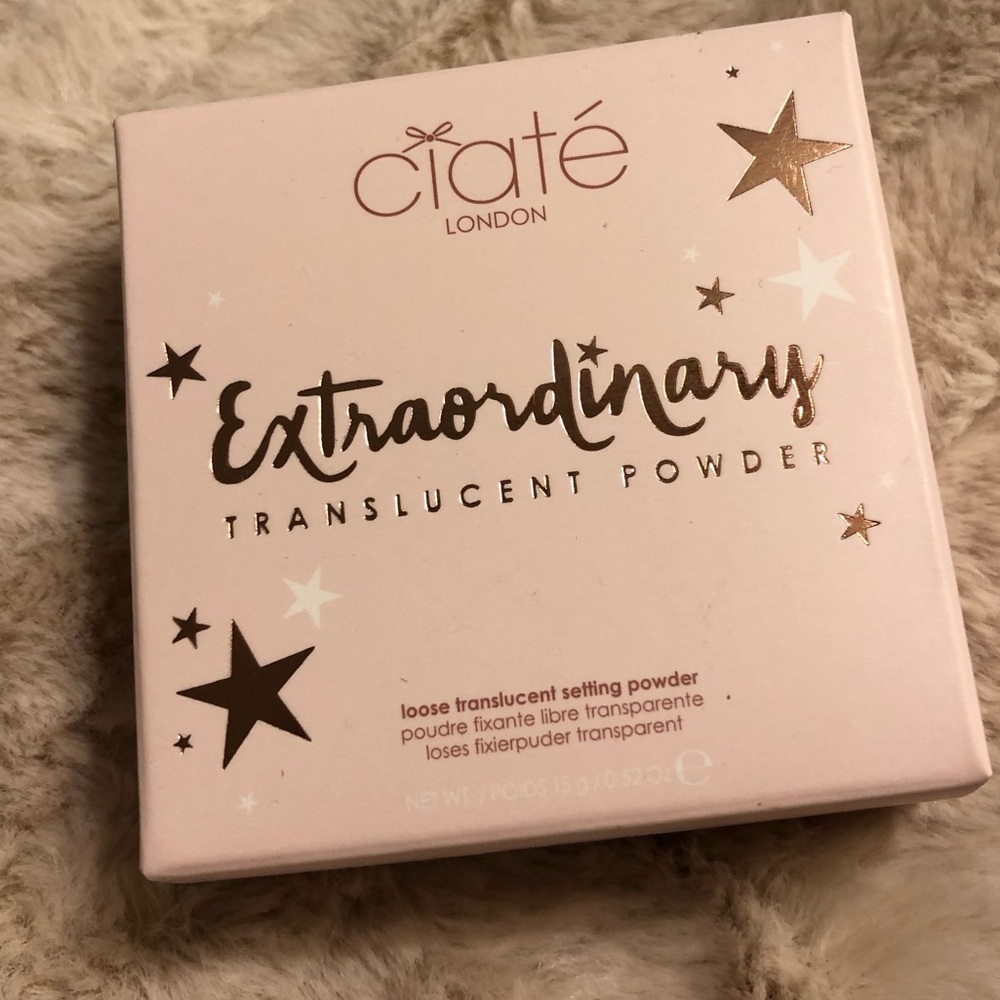 ciaté
LONDON
Extraordinary
TRANSLUCENT POWDER
loose translucent setting powder
poudre fixante libre transparente
loses fixierpuder transparent
NET WT. / POIDS 15 g / 0.52 Oz ℮